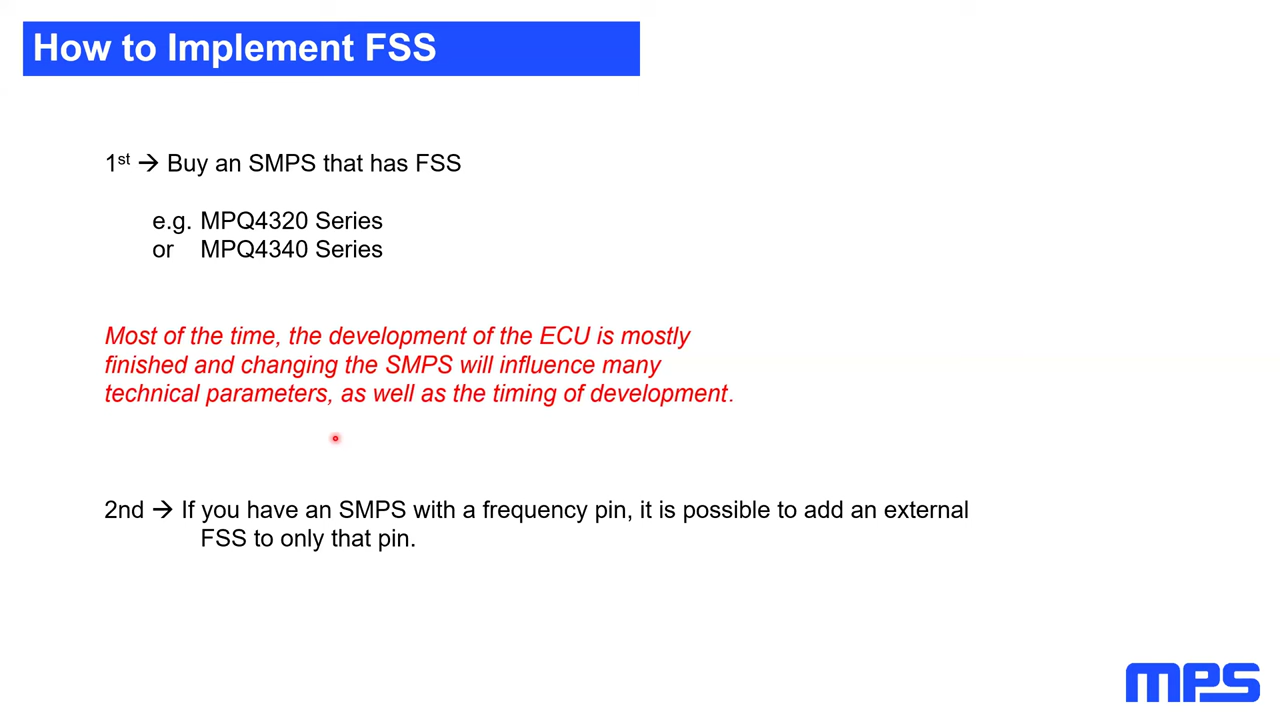 How to Implement FSS
1st → Buy an SMPS that has FSS
e.g. MPQ4320 Series
or MPQ4340 Series
Most of the time, the development of the ECU is mostly
finished and changing the SMPS will influence many
technical parameters, as well as the timing of development.
2nd → If you have an SMPS with a frequency pin, it is possible to add an external
FSS to only that pin.
mps